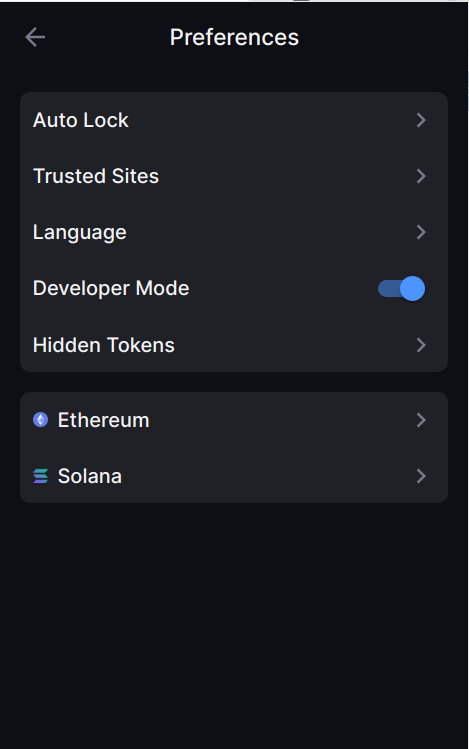 Preferences
Auto Lock
Trusted Sites
Language
Developer Mode
Hidden Tokens
Ethereum
Solana